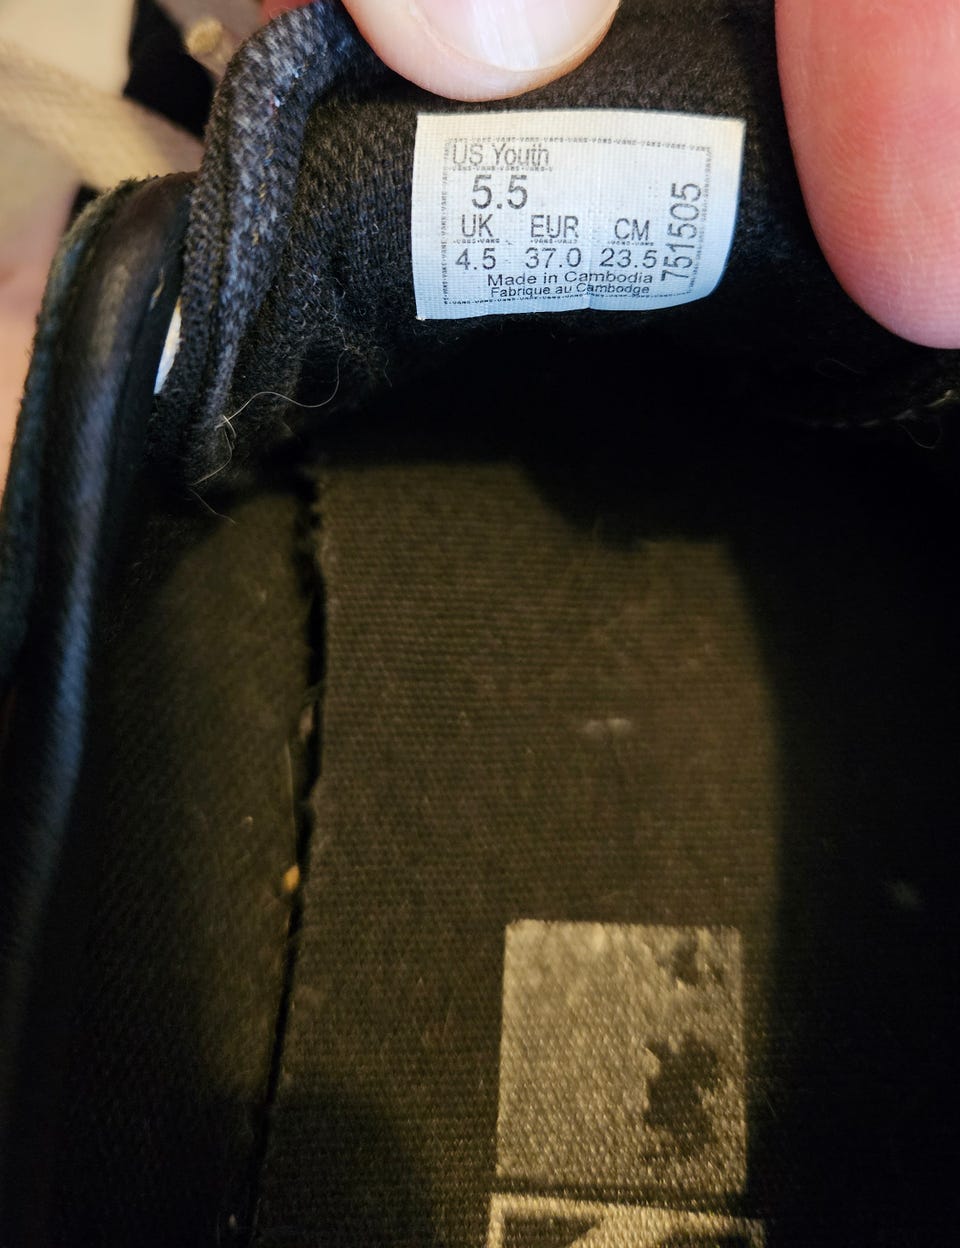 US Youth
5.5
UK EUR CM
4.5 37.0 23.5
Made in Cambodia
Fabrique au Cambodge
751505